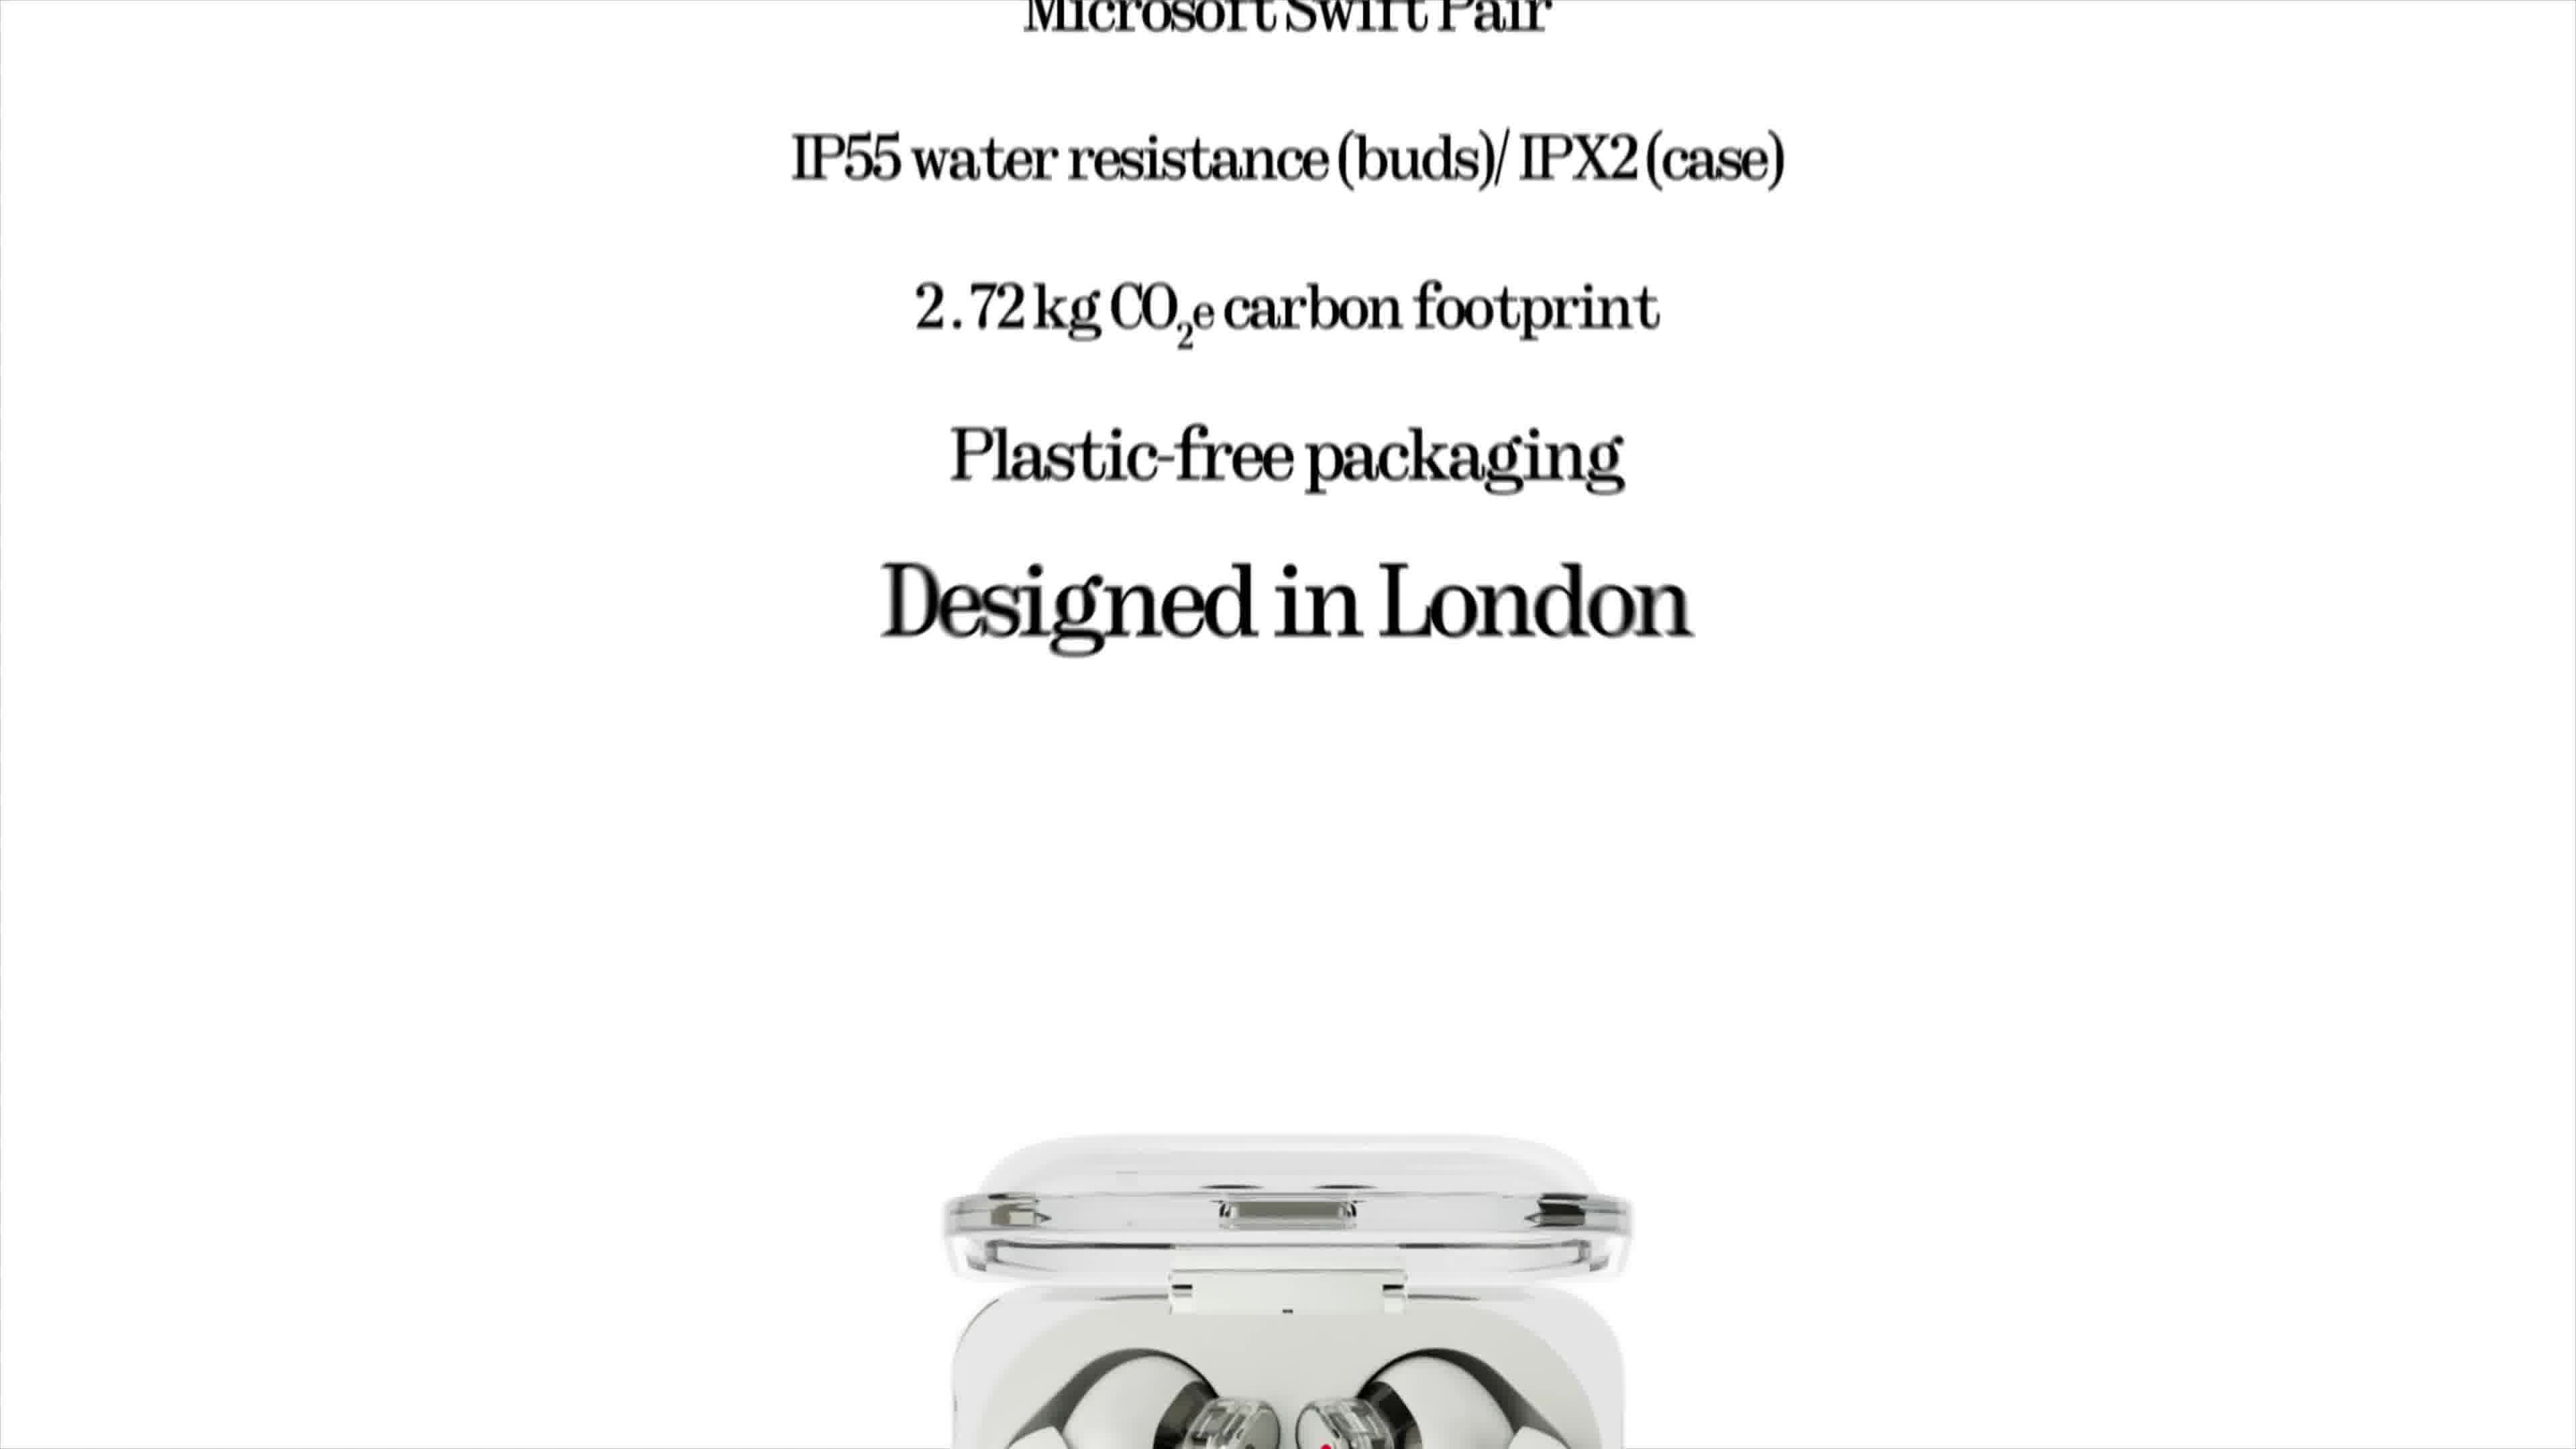 Microsoft Swift Pair
IP55 water resistance (buds)/ IPX2 (case)
2.72 kg CO₂e carbon footprint
Plastic-free packaging
Designed in London